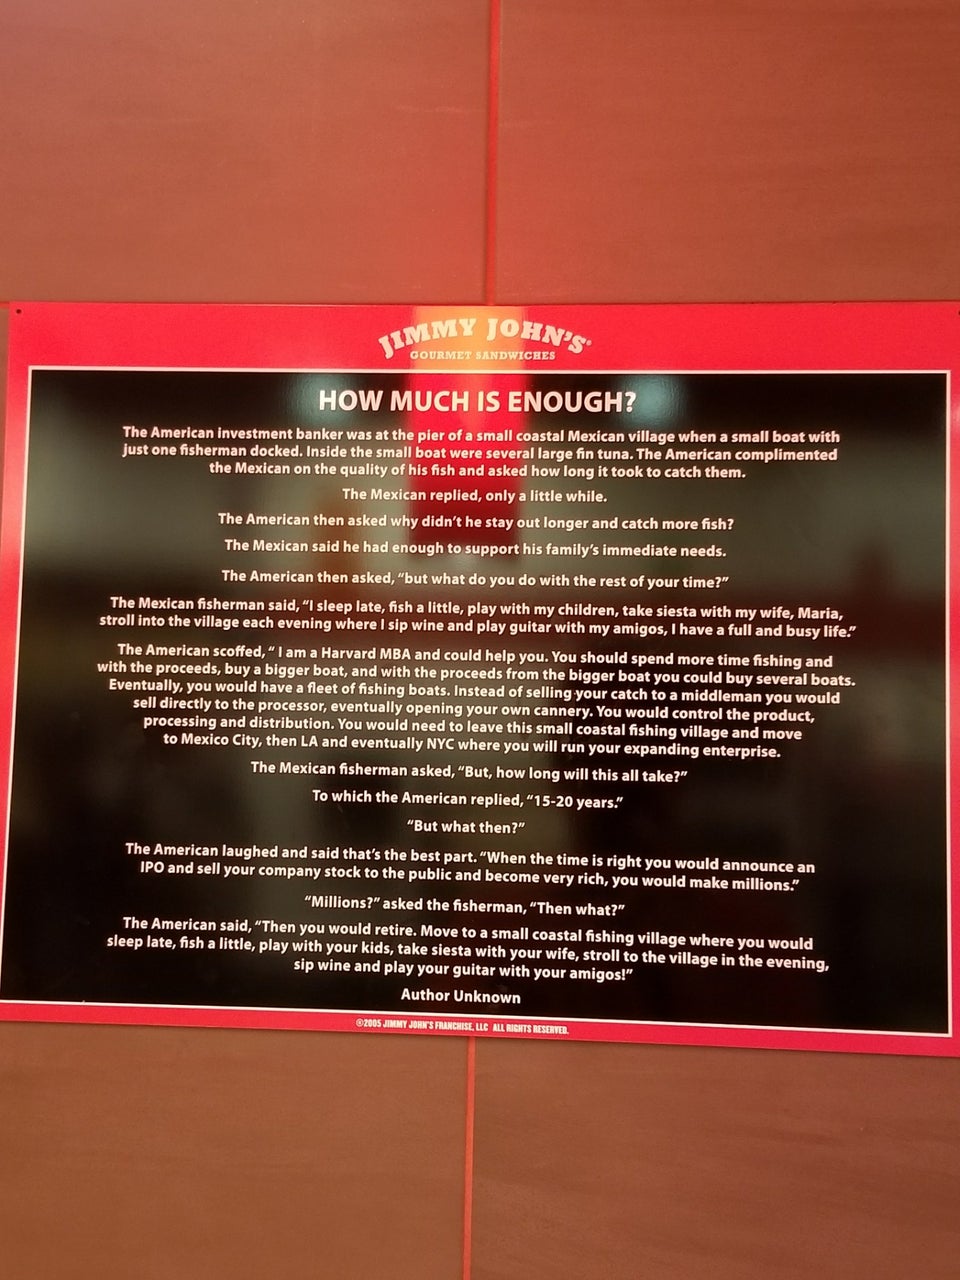 JIMMY JOHN'S®
GOURMET SANDWICHES
HOW MUCH IS ENOUGH?
The American investment banker was at the pier of a small coastal Mexican village when a small boat with
just one fisherman docked. Inside the small boat were several large fin tuna. The American complimented
the Mexican on the quality of his fish and asked how long it took to catch them.
The Mexican replied, only a little while.
The American then asked why didn't he stay out longer and catch more fish?
The Mexican said he had enough to support his family's immediate needs.
The American then asked, “but what do you do with the rest of your time?”
The Mexican fisherman said, “I sleep late, fish a little, play with my children, take siesta with my wife, Maria,
stroll into the village each evening where I sip wine and play guitar with my amigos, I have a full and busy life.”
The American scoffed, “ I am a Harvard MBA and could help you. You should spend more time fishing and
with the proceeds, buy a bigger boat, and with the proceeds from the bigger boat you could buy several boats.
Eventually, you would have a fleet of fishing boats. Instead of selling your catch to a middleman you would
sell directly to the processor, eventually opening your own cannery. You would control the product,
processing and distribution. You would need to leave this small coastal fishing village and move
to Mexico City, then LA and eventually NYC where you will run your expanding enterprise.
The Mexican fisherman asked, “But, how long will this all take?”
To which the American replied, “15-20 years.”
“But what then?”
The American laughed and said that's the best part. “When the time is right you would announce an
IPO and sell your company stock to the public and become very rich, you would make millions.”
“Millions?” asked the fisherman, “Then what?”
The American said, “Then you would retire. Move to a small coastal fishing village where you would
sleep late, fish a little, play with your kids, take siesta with your wife, stroll to the village in the evening,
sip wine and play your guitar with your amigos!”
Author Unknown
©2005 JIMMY JOHN'S FRANCHISE, LLC ALL RIGHTS RESERVED.